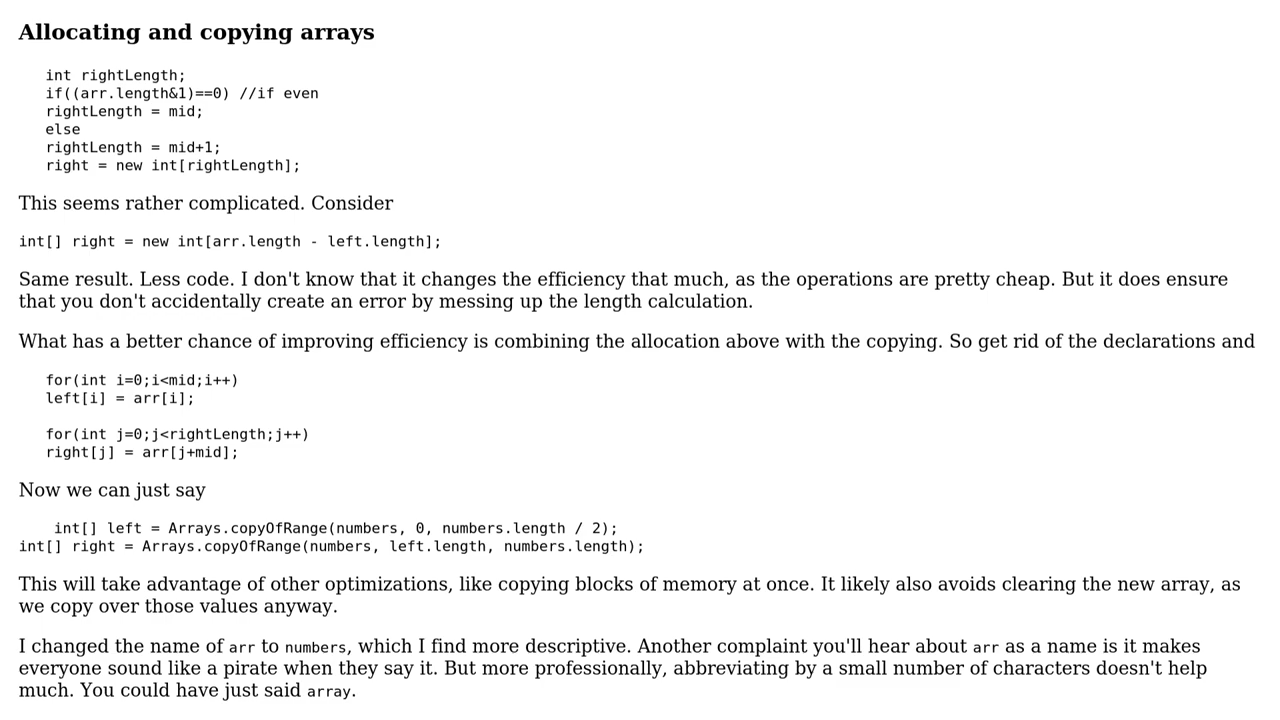 Allocating and copying arrays
int rightLength;
if((arr.length&1)==0) //if even
rightLength = mid;
else
rightLength = mid+1;
right = new int[rightLength];
This seems rather complicated. Consider
int[] right = new int[arr.length - left.length];
Same result. Less code. I don't know that it changes the efficiency that much, as the operations are pretty cheap. But it does ensure
that you don't accidentally create an error by messing up the length calculation.
What has a better chance of improving efficiency is combining the allocation above with the copying. So get rid of the declarations and
for(int i=0;i<mid;i++)
left[i] = arr[i];
for(int j=0;j<rightLength;j++)
right[j] = arr[j+mid];
Now we can just say
int[] left = Arrays.copyOfRange(numbers, 0, numbers.length / 2);
int[] right = Arrays.copyOfRange(numbers, left.length, numbers.length);
This will take advantage of other optimizations, like copying blocks of memory at once. It likely also avoids clearing the new array, as
we copy over those values anyway.
I changed the name of arr to numbers, which I find more descriptive. Another complaint you'll hear about arr as a name is it makes
everyone sound like a pirate when they say it. But more professionally, abbreviating by a small number of characters doesn't help
much. You could have just said array.